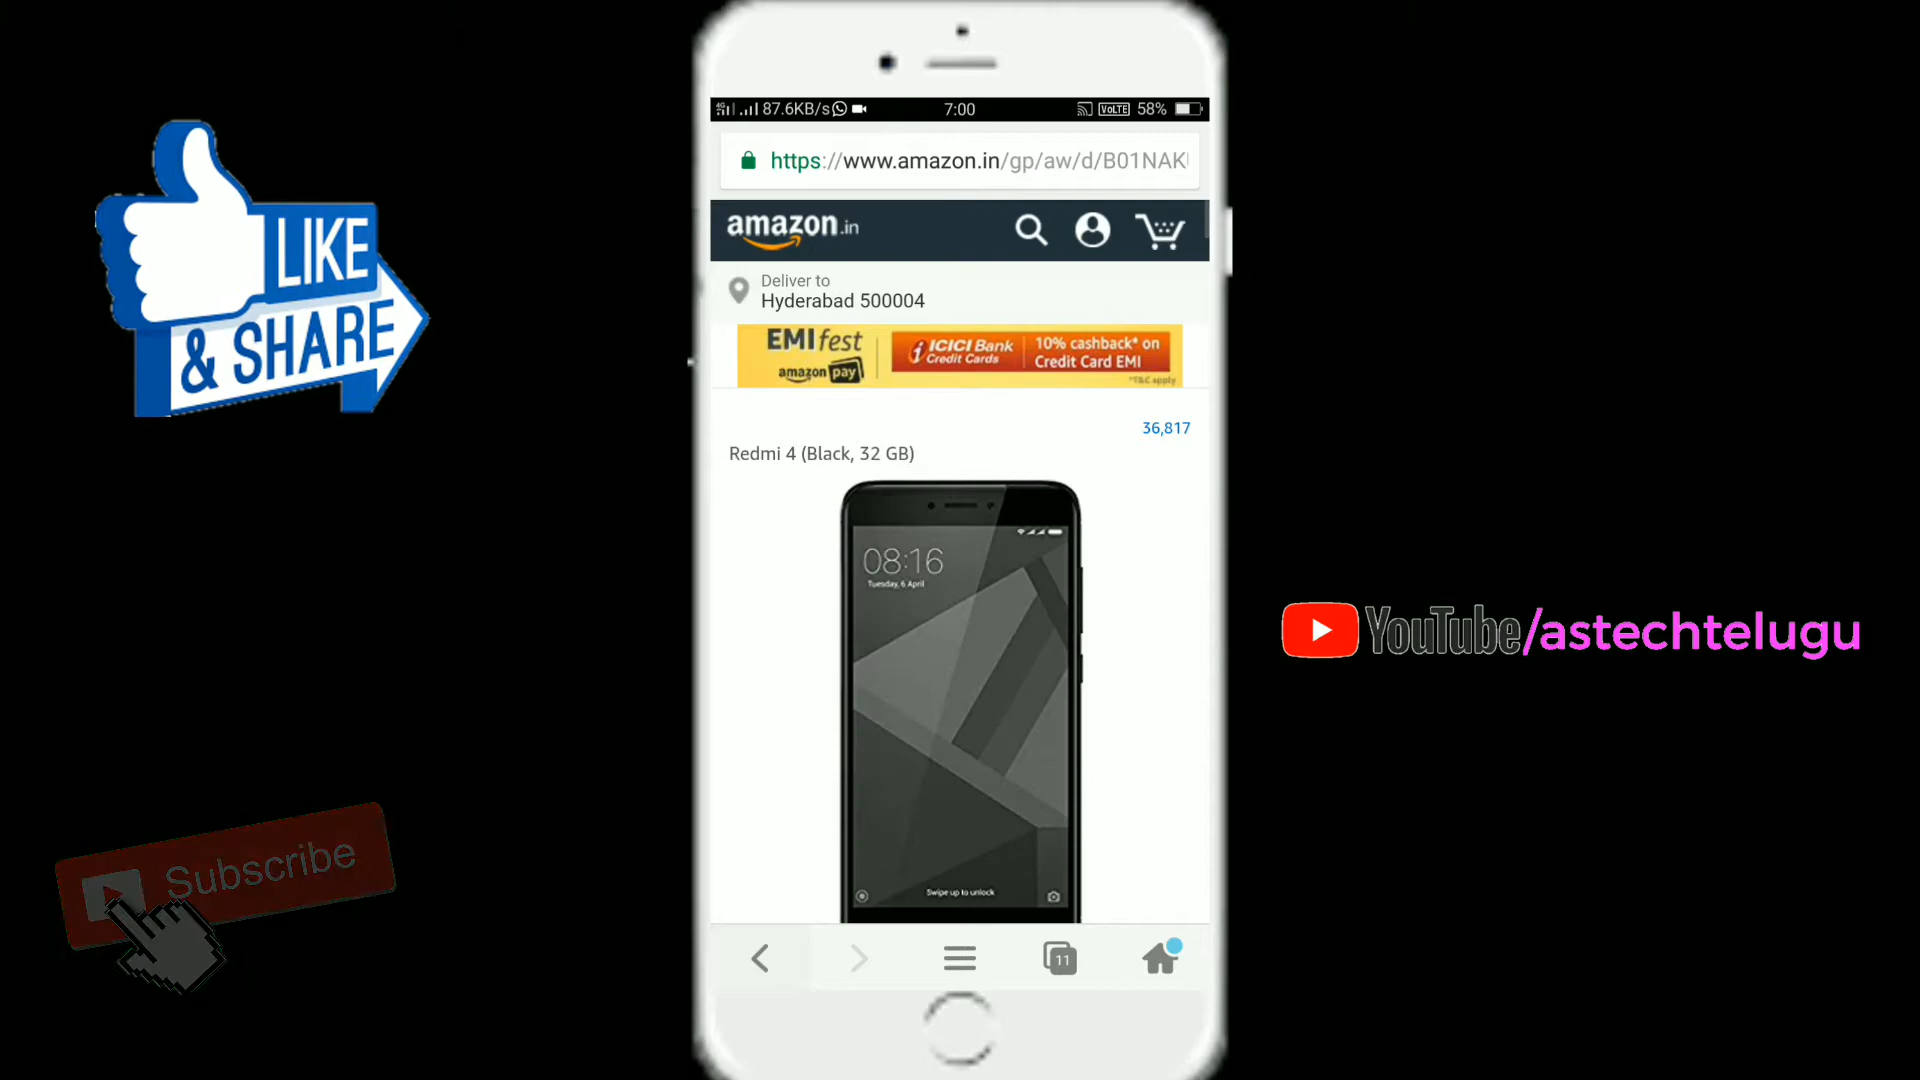 LIKE
& SHARE
4G 87.6KB/s 7:00 VoLTE 58%
https://www.amazon.in/gp/aw/d/B01NAK
amazon.in
Deliver to
Hyderabad 500004
EMI fest
amazon pay
ICICI Bank
Credit Cards
10% cashback* on
Credit Card EMI
*T&C apply
36,817
Redmi 4 (Black, 32 GB)
08:16
Tuesday, 6 April
Swipe up to unlock
11
YouTube/astechtelugu
Subscribe